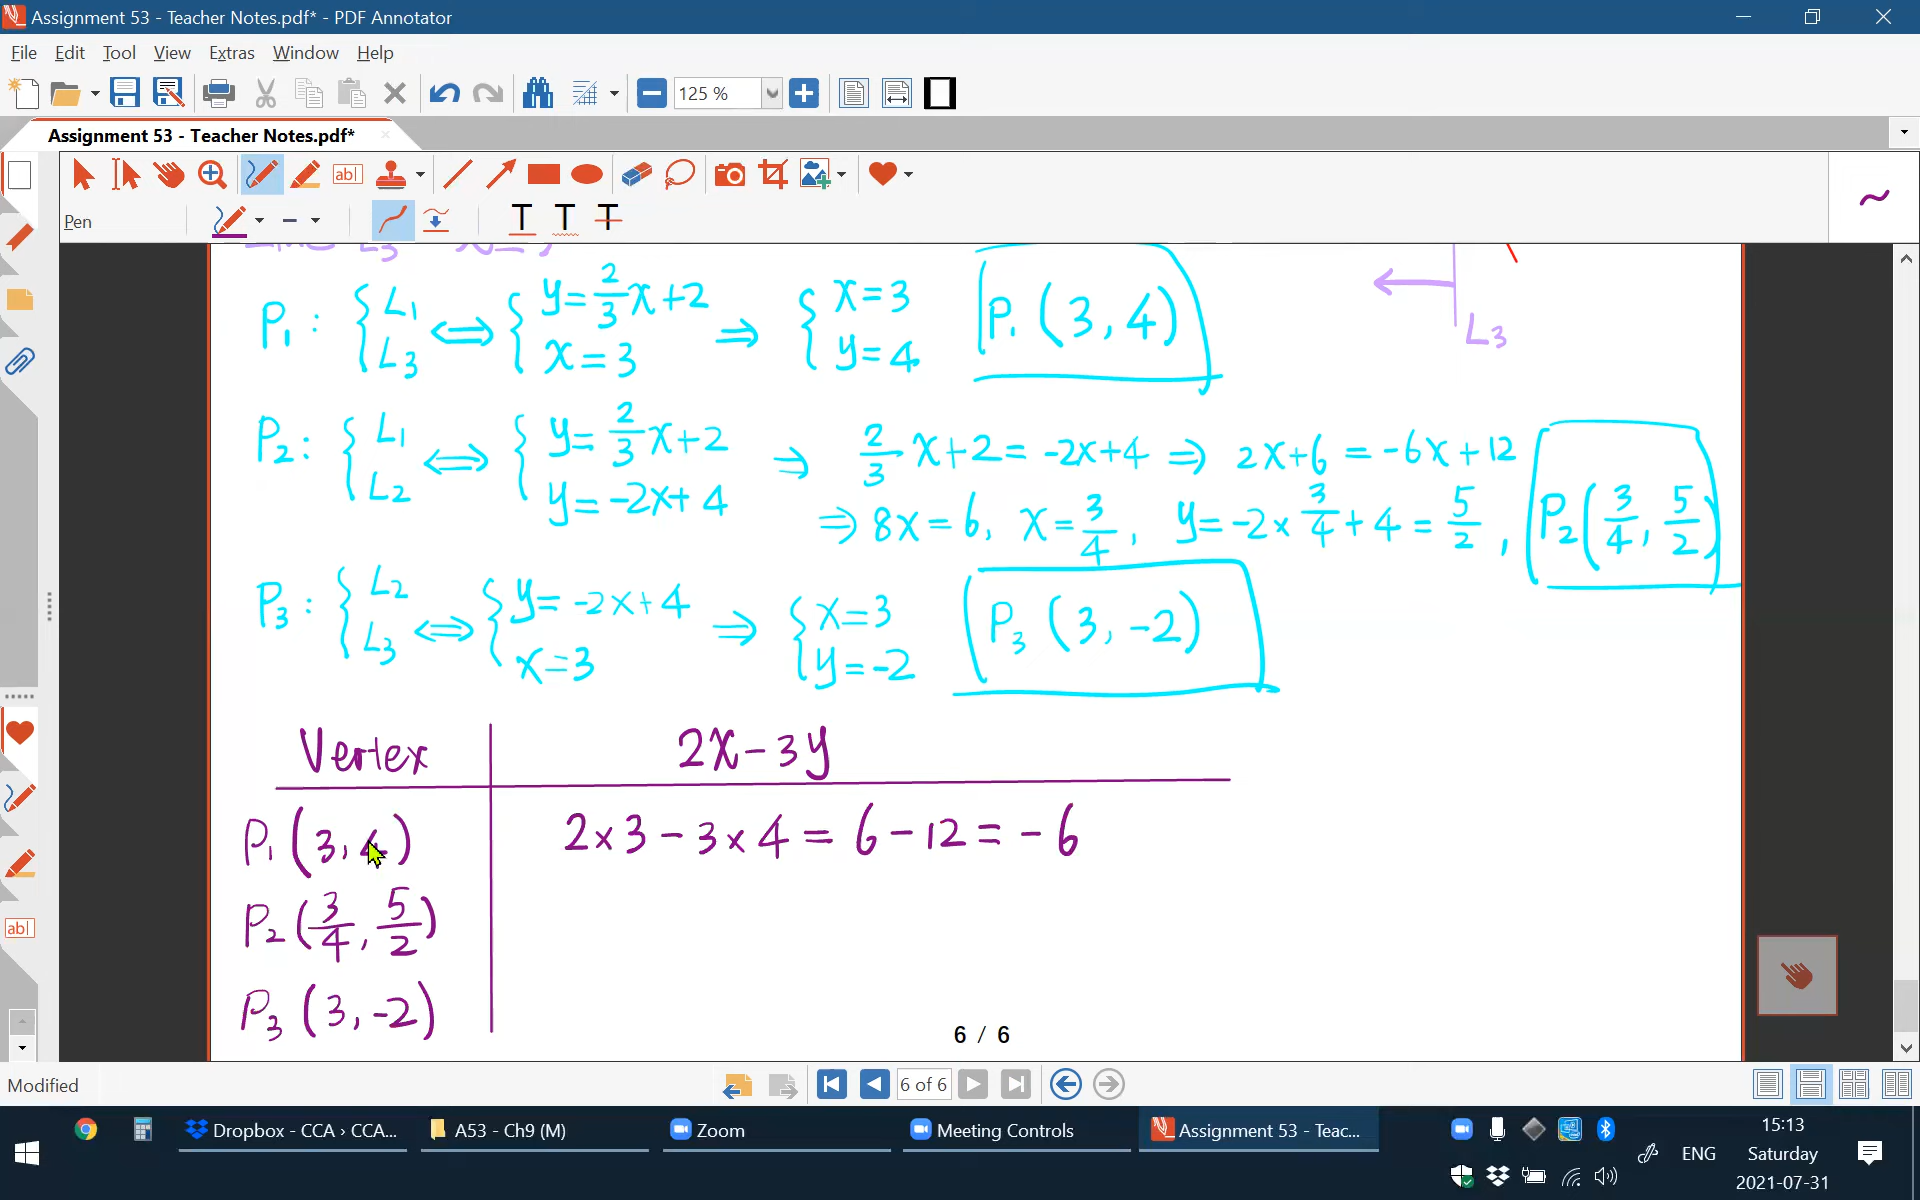 Assignment 53 - Teacher Notes.pdf* - PDF Annotator
File Edit Tool View Extras Window Help
125 %
Assignment 53 - Teacher Notes.pdf*
ab|
Pen
T T T
L3
P1 : { L1 ⟺ { y = 2/3 x + 2 ⟹ { x = 3 P1 (3, 4)
L3 x = 3 y = 4
L3
P2 : { L1 ⟺ { y = 2/3 x + 2 ⟹ 2/3 x + 2 = -2x + 4 ⟹ 2x + 6 = -6x + 12
L2 y = -2x + 4 ⟹ 8x = 6, x = 3/4, y = -2 × 3/4 + 4 = 5/2, P2 (3/4, 5/2)
P3 : { L2 ⟺ { y = -2x + 4 ⟹ { x = 3 P3 (3, -2)
L3 x = 3 y = -2
Vertex 2x - 3y
P1 (3, 4) 2 × 3 - 3 × 4 = 6 - 12 = - 6
P2 (3/4, 5/2)
P3 (3, -2)
ab|
6 / 6
Modified
6 of 6
Dropbox - CCA › CCA...
A53 - Ch9 (M)
Zoom
Meeting Controls
Assignment 53 - Teac...
ENG
15:13
Saturday
2021-07-31